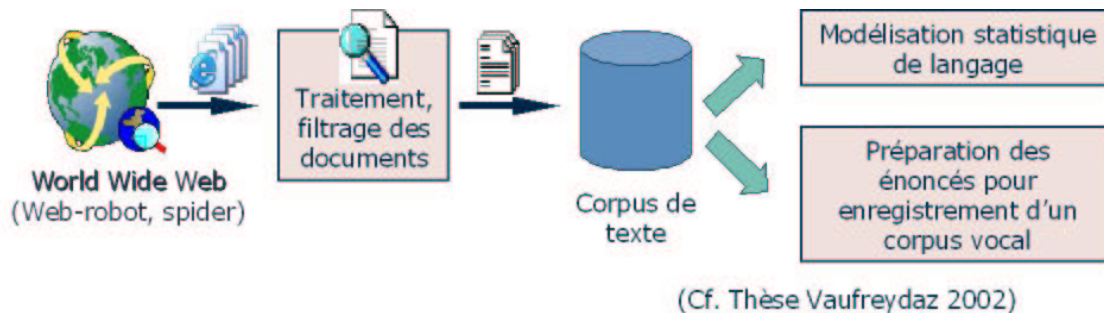 World Wide Web
(Web-robot, spider)
Traitement,
filtrage des
documents
Corpus de
texte
Modélisation statistique
de langage
Préparation des
énoncés pour
enregistrement d'un
corpus vocal
(Cf. Thèse Vaufreydaz 2002)